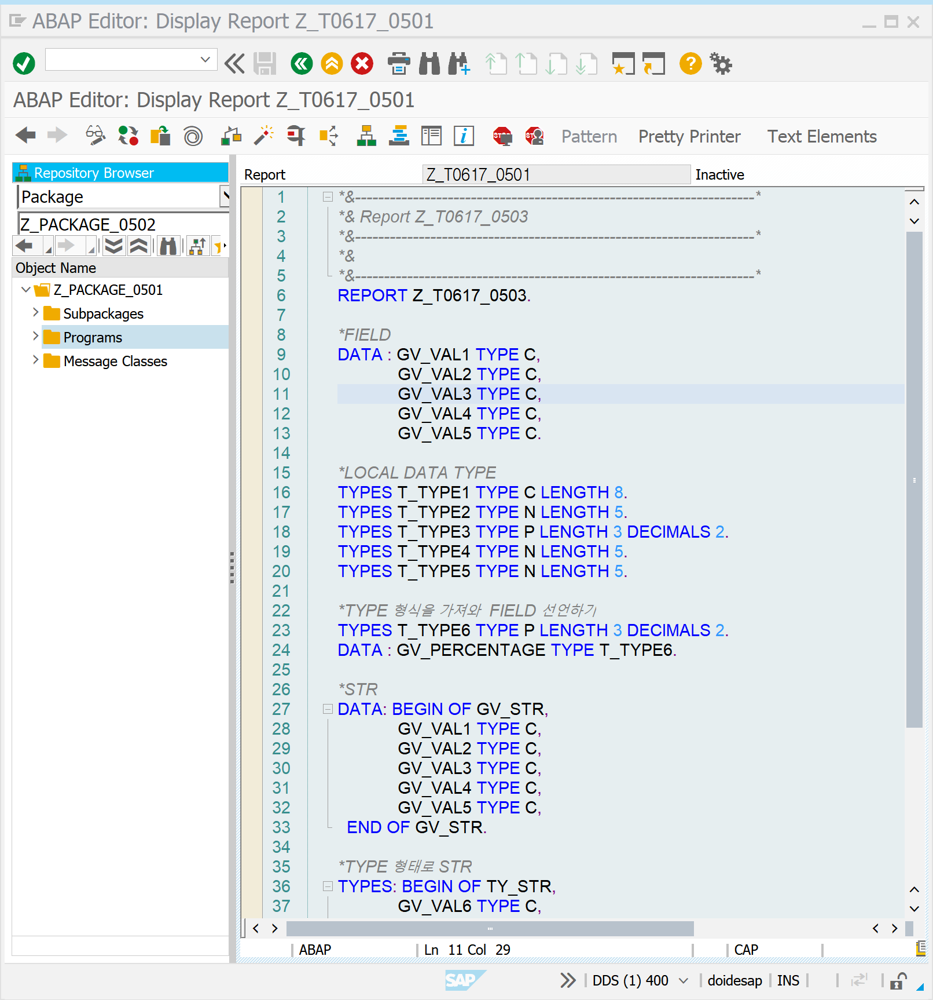 ABAP Editor: Display Report Z_T0617_0501
ABAP Editor: Display Report Z_T0617_0501
Pattern Pretty Printer Text Elements
Repository Browser
Package
Z_PACKAGE_0502
Object Name
Z_PACKAGE_0501
Subpackages
Programs
Message Classes
Report Z_T0617_0501 Inactive
1 *&---------------------------------------------------------------------*
2 *& Report Z_T0617_0503
3 *&---------------------------------------------------------------------*
4 *&
5 *&---------------------------------------------------------------------*
6 REPORT Z_T0617_0503.
7
8 *FIELD
9 DATA : GV_VAL1 TYPE C,
10 GV_VAL2 TYPE C,
11 GV_VAL3 TYPE C,
12 GV_VAL4 TYPE C,
13 GV_VAL5 TYPE C.
14
15 *LOCAL DATA TYPE
16 TYPES T_TYPE1 TYPE C LENGTH 8.
17 TYPES T_TYPE2 TYPE N LENGTH 5.
18 TYPES T_TYPE3 TYPE P LENGTH 3 DECIMALS 2.
19 TYPES T_TYPE4 TYPE N LENGTH 5.
20 TYPES T_TYPE5 TYPE N LENGTH 5.
21
22 *TYPE 형식을 가져와 FIELD 선언하기
23 TYPES T_TYPE6 TYPE P LENGTH 3 DECIMALS 2.
24 DATA : GV_PERCENTAGE TYPE T_TYPE6.
25
26 *STR
27 DATA: BEGIN OF GV_STR,
28 GV_VAL1 TYPE C,
29 GV_VAL2 TYPE C,
30 GV_VAL3 TYPE C,
31 GV_VAL4 TYPE C,
32 GV_VAL5 TYPE C,
33 END OF GV_STR.
34
35 *TYPE 형태로 STR
36 TYPES: BEGIN OF TY_STR,
37 GV_VAL6 TYPE C,
ABAP Ln 11 Col 29 CAP
SAP DDS (1) 400 doidesap INS